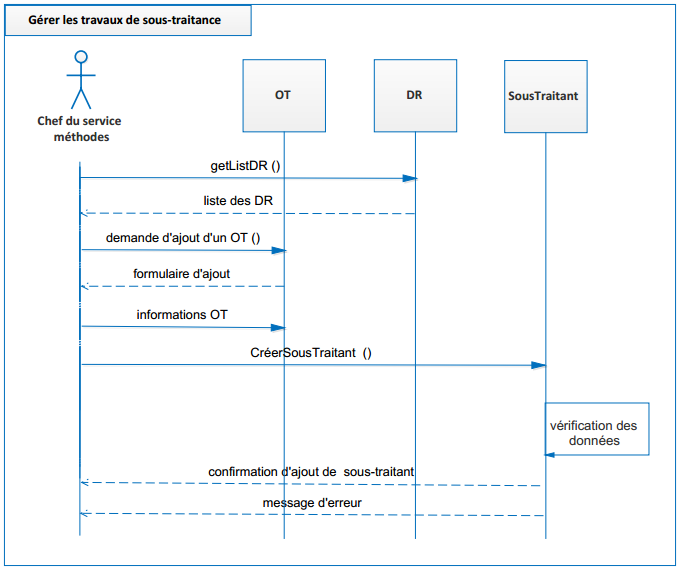 Gérer les travaux de sous-traitance
Chef du service
méthodes
OT
DR
SousTraitant
getListDR ()
liste des DR
demande d'ajout d'un OT ()
formulaire d'ajout
informations OT
CréerSousTraitant ()
vérification des
données
confirmation d'ajout de sous-traitant
message d'erreur